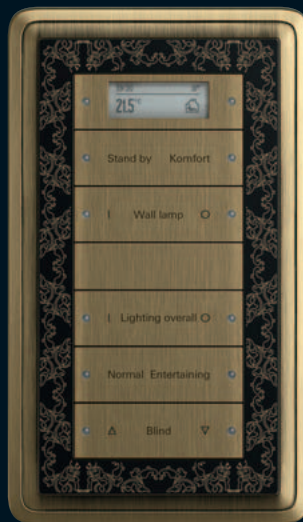 21.5°C
Stand by Komfort
I Wall lamp O
I Lighting overall O
Normal Entertaining
△ Blind ▽